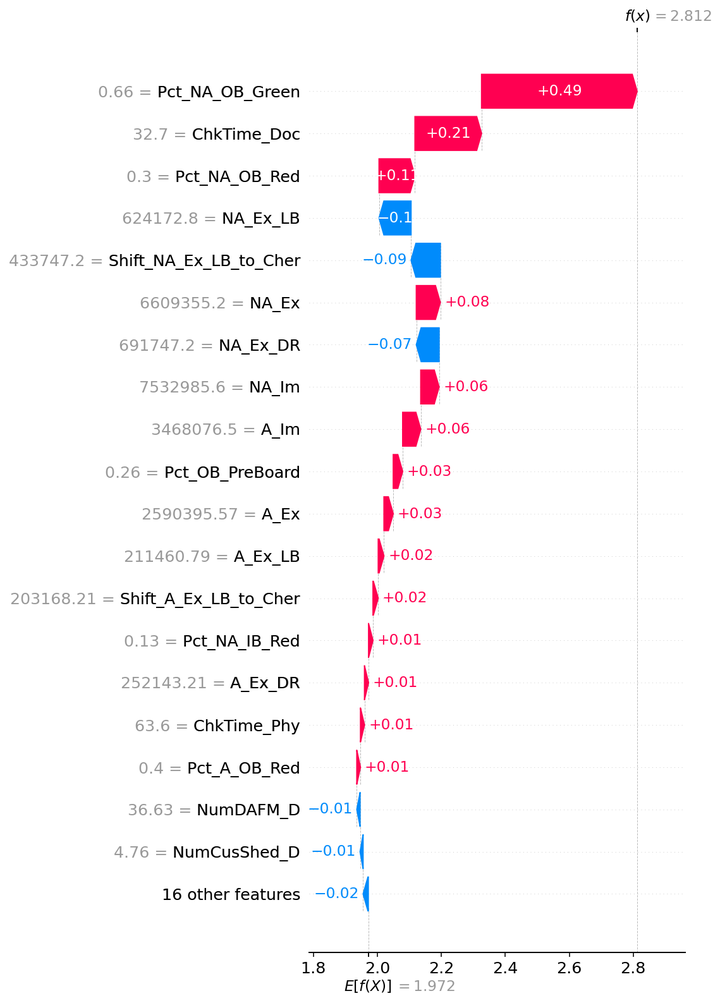 f(x) = 2.812
0.66 = Pct_NA_OB_Green +0.49
32.7 = ChkTime_Doc +0.21
0.3 = Pct_NA_OB_Red +0.11
624172.8 = NA_Ex_LB −0.1
433747.2 = Shift_NA_Ex_LB_to_Cher −0.09
6609355.2 = NA_Ex +0.08
691747.2 = NA_Ex_DR −0.07
7532985.6 = NA_Im +0.06
3468076.5 = A_Im +0.06
0.26 = Pct_OB_PreBoard +0.03
2590395.57 = A_Ex +0.03
211460.79 = A_Ex_LB +0.02
203168.21 = Shift_A_Ex_LB_to_Cher +0.02
0.13 = Pct_NA_IB_Red +0.01
252143.21 = A_Ex_DR +0.01
63.6 = ChkTime_Phy +0.01
0.4 = Pct_A_OB_Red +0.01
36.63 = NumDAFM_D −0.01
4.76 = NumCusShed_D −0.01
16 other features −0.02
1.8 2.0 2.2 2.4 2.6 2.8
E[f(X)] = 1.972